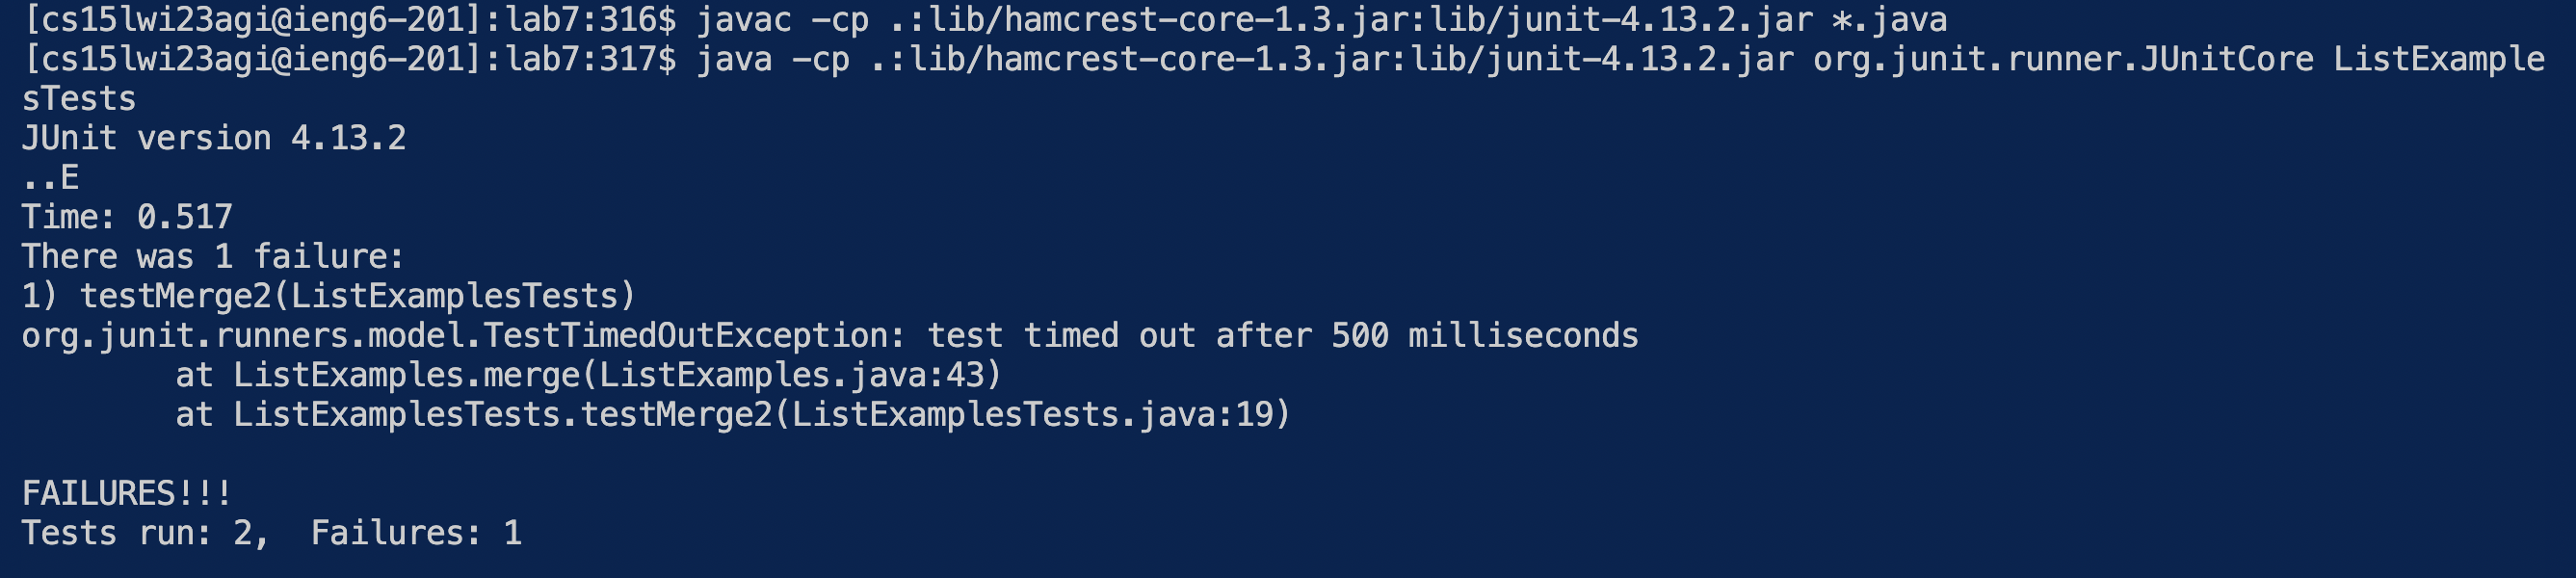 [cs15lwi23agi@ieng6-201]:lab7:316$ javac -cp .:lib/hamcrest-core-1.3.jar:lib/junit-4.13.2.jar *.java
[cs15lwi23agi@ieng6-201]:lab7:317$ java -cp .:lib/hamcrest-core-1.3.jar:lib/junit-4.13.2.jar org.junit.runner.JUnitCore ListExample
sTests
JUnit version 4.13.2
..E
Time: 0.517
There was 1 failure:
1) testMerge2(ListExamplesTests)
org.junit.runners.model.TestTimedOutException: test timed out after 500 milliseconds
        at ListExamples.merge(ListExamples.java:43)
        at ListExamplesTests.testMerge2(ListExamplesTests.java:19)

FAILURES!!!
Tests run: 2,  Failures: 1